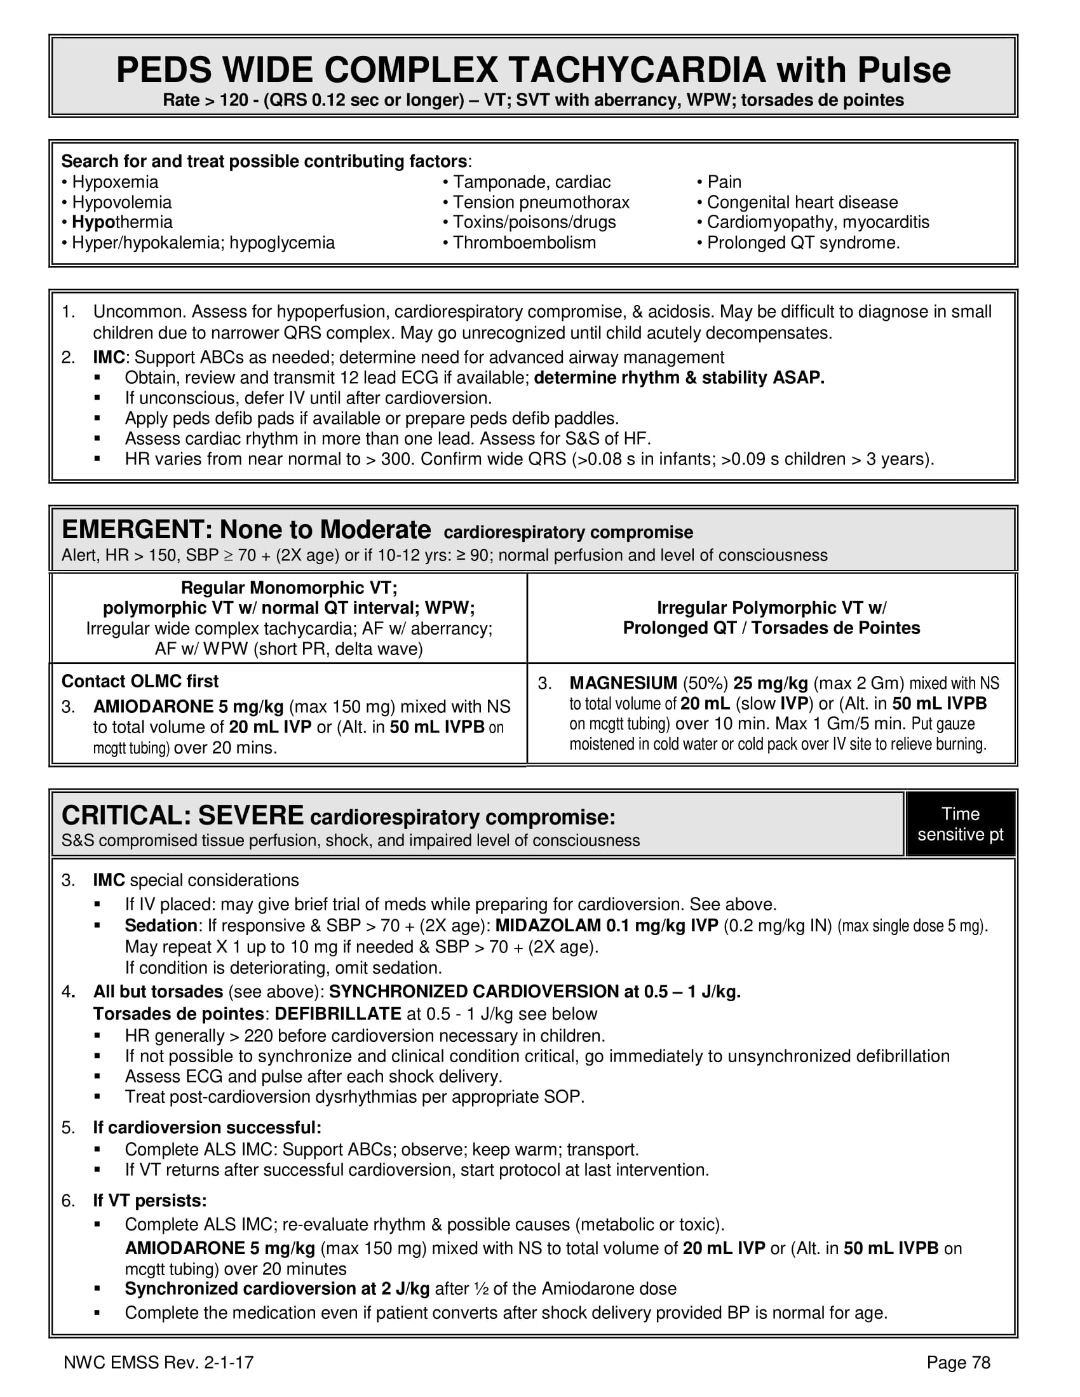 PEDS WIDE COMPLEX TACHYCARDIA with Pulse
Rate > 120 - (QRS 0.12 sec or longer) – VT; SVT with aberrancy, WPW; torsades de pointes
Search for and treat possible contributing factors:
• Hypoxemia
• Hypovolemia
• Hypothermia
• Hyper/hypokalemia; hypoglycemia
• Tamponade, cardiac
• Tension pneumothorax
• Toxins/poisons/drugs
• Thromboembolism
• Pain
• Congenital heart disease
• Cardiomyopathy, myocarditis
• Prolonged QT syndrome.
1. Uncommon. Assess for hypoperfusion, cardiorespiratory compromise, & acidosis. May be difficult to diagnose in small
children due to narrower QRS complex. May go unrecognized until child acutely decompensates.
2. IMC: Support ABCs as needed; determine need for advanced airway management
▪ Obtain, review and transmit 12 lead ECG if available; determine rhythm & stability ASAP.
▪ If unconscious, defer IV until after cardioversion.
▪ Apply peds defib pads if available or prepare peds defib paddles.
▪ Assess cardiac rhythm in more than one lead. Assess for S&S of HF.
▪ HR varies from near normal to > 300. Confirm wide QRS (>0.08 s in infants; >0.09 s children > 3 years).
EMERGENT: None to Moderate cardiorespiratory compromise
Alert, HR > 150, SBP ≥ 70 + (2X age) or if 10-12 yrs: ≥ 90; normal perfusion and level of consciousness
Regular Monomorphic VT;
polymorphic VT w/ normal QT interval; WPW;
Irregular wide complex tachycardia; AF w/ aberrancy;
AF w/ WPW (short PR, delta wave)
Irregular Polymorphic VT w/
Prolonged QT / Torsades de Pointes
Contact OLMC first
3. AMIODARONE 5 mg/kg (max 150 mg) mixed with NS
to total volume of 20 mL IVP or (Alt. in 50 mL IVPB on
mcgtt tubing) over 20 mins.
3. MAGNESIUM (50%) 25 mg/kg (max 2 Gm) mixed with NS
to total volume of 20 mL (slow IVP) or (Alt. in 50 mL IVPB
on mcgtt tubing) over 10 min. Max 1 Gm/5 min. Put gauze
moistened in cold water or cold pack over IV site to relieve burning.
CRITICAL: SEVERE cardiorespiratory compromise:
S&S compromised tissue perfusion, shock, and impaired level of consciousness
Time
sensitive pt
3. IMC special considerations
▪ If IV placed: may give brief trial of meds while preparing for cardioversion. See above.
▪ Sedation: If responsive & SBP > 70 + (2X age): MIDAZOLAM 0.1 mg/kg IVP (0.2 mg/kg IN) (max single dose 5 mg).
May repeat X 1 up to 10 mg if needed & SBP > 70 + (2X age).
If condition is deteriorating, omit sedation.
4. All but torsades (see above): SYNCHRONIZED CARDIOVERSION at 0.5 – 1 J/kg.
Torsades de pointes: DEFIBRILLATE at 0.5 - 1 J/kg see below
▪ HR generally > 220 before cardioversion necessary in children.
▪ If not possible to synchronize and clinical condition critical, go immediately to unsynchronized defibrillation
▪ Assess ECG and pulse after each shock delivery.
▪ Treat post-cardioversion dysrhythmias per appropriate SOP.
5. If cardioversion successful:
▪ Complete ALS IMC: Support ABCs; observe; keep warm; transport.
▪ If VT returns after successful cardioversion, start protocol at last intervention.
6. If VT persists:
▪ Complete ALS IMC; re-evaluate rhythm & possible causes (metabolic or toxic).
AMIODARONE 5 mg/kg (max 150 mg) mixed with NS to total volume of 20 mL IVP or (Alt. in 50 mL IVPB on
mcgtt tubing) over 20 minutes
▪ Synchronized cardioversion at 2 J/kg after ½ of the Amiodarone dose
▪ Complete the medication even if patient converts after shock delivery provided BP is normal for age.
NWC EMSS Rev. 2-1-17
Page 78